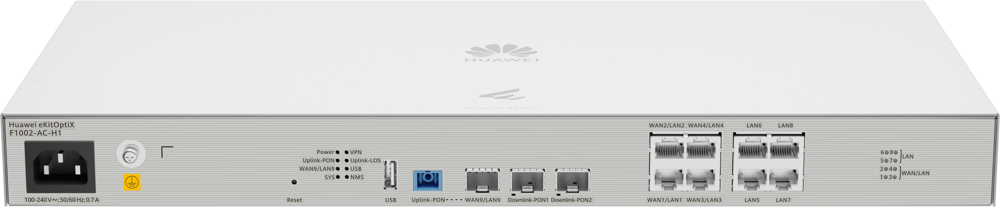 HUAWEI
Powered By F5G
Huawei eKitOptiX
F1002-AC-H1
100-240V~;50/60Hz;0.7A
Reset
Power VPN
Uplink-PON Uplink-LOS
WAN9/LAN9 USB
SYS NMS
USB
Uplink-PON WAN9/LAN9 Downlink-PON1 Downlink-PON2
WAN2/LAN2 WAN4/LAN4 LAN6 LAN8
WAN1/LAN1 WAN3/LAN3 LAN5 LAN7
6 8 LAN
5 7
2 4 WAN/LAN
1 3